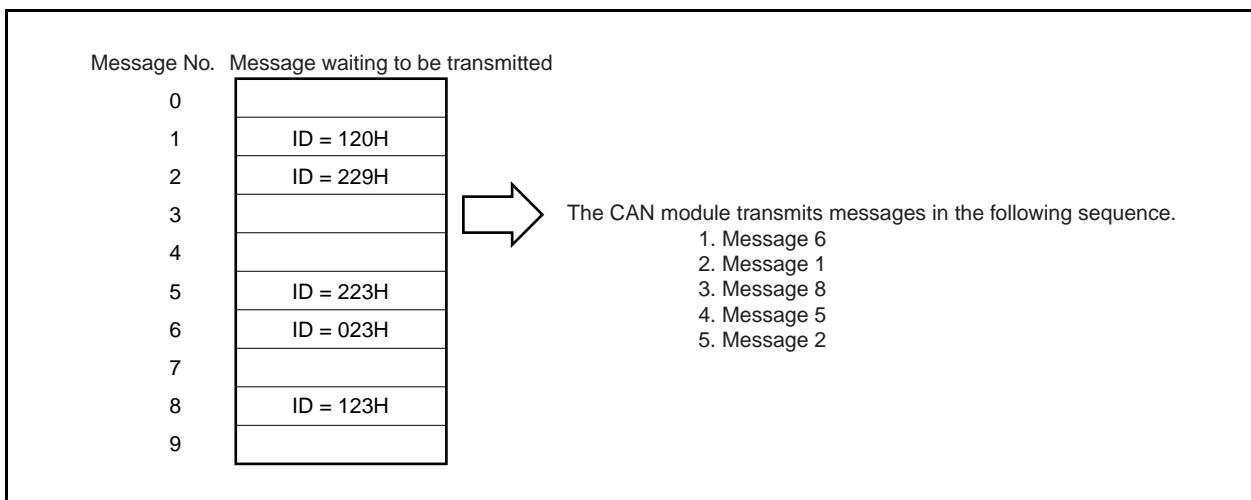 Message No. Message waiting to be transmitted
0
1 ID = 120H
2 ID = 229H
3
4
5 ID = 223H
6 ID = 023H
7
8 ID = 123H
9
The CAN module transmits messages in the following sequence.
1. Message 6
2. Message 1
3. Message 8
4. Message 5
5. Message 2